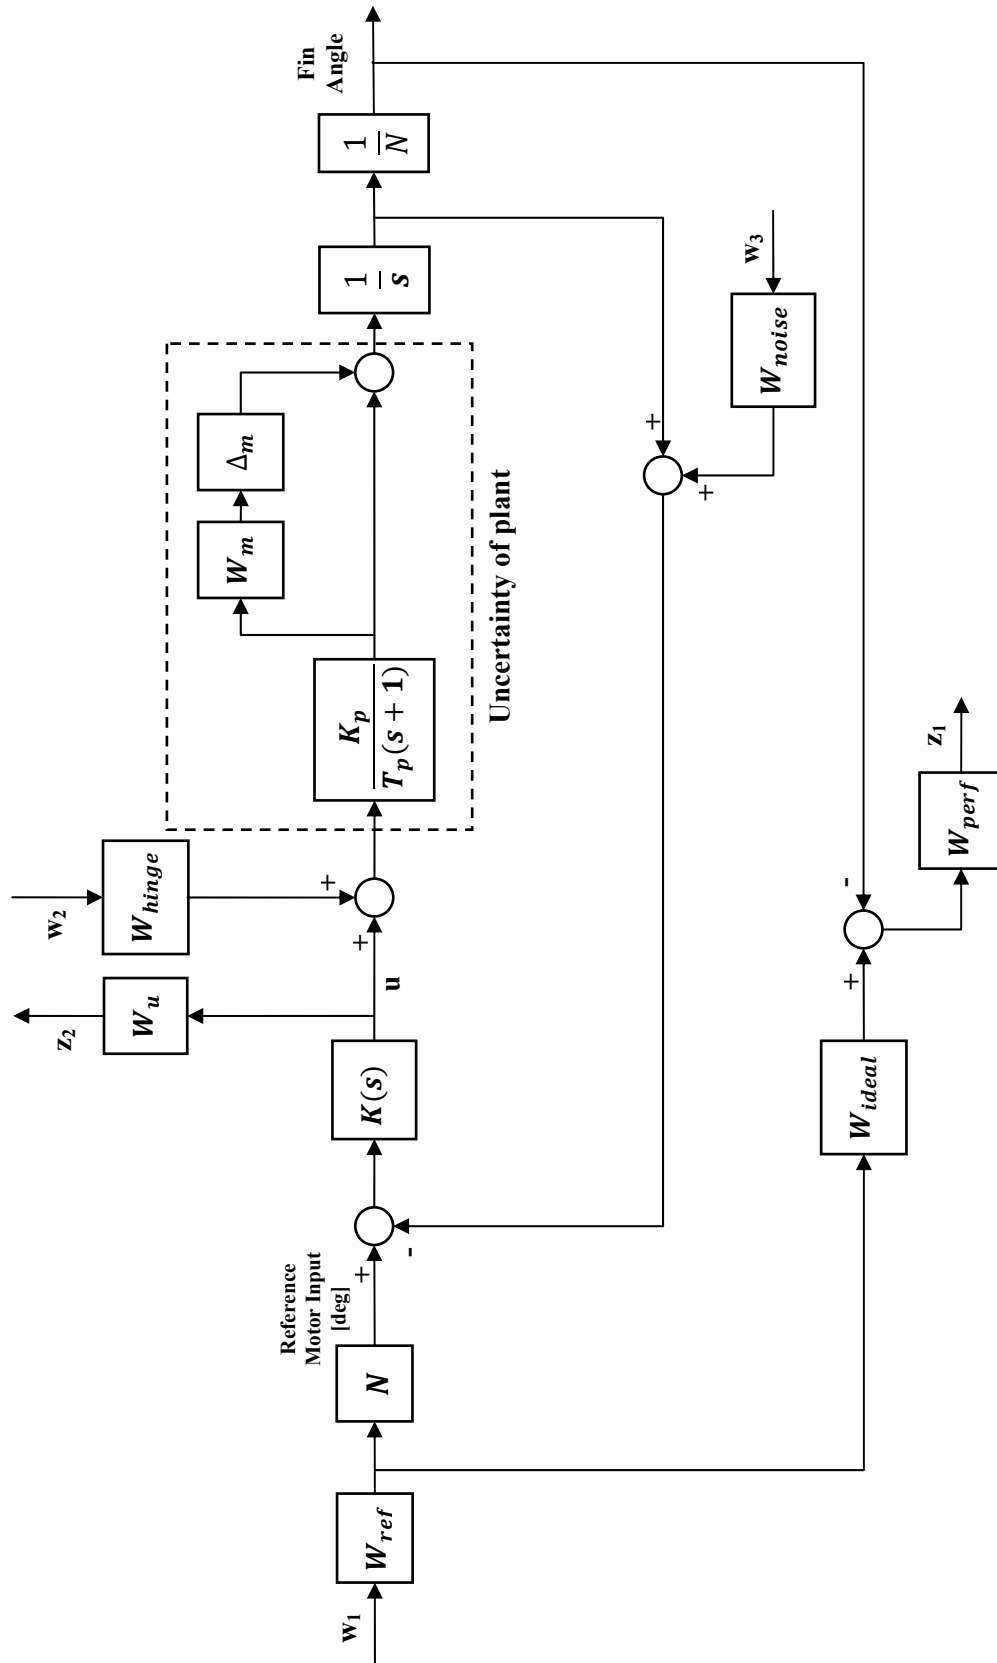 w₁
W_ref
N
Reference
Motor Input
[deg]
+
-
K(s)
z₂
W_u
u
w₂
W_hinge
+
+
K_p
T_p(s + 1)
W_m
Δ_m
Uncertainty of plant
1
s
1
N
Fin
Angle
+
+
W_noise
w₃
W_ideal
+
-
W_perf
z₁